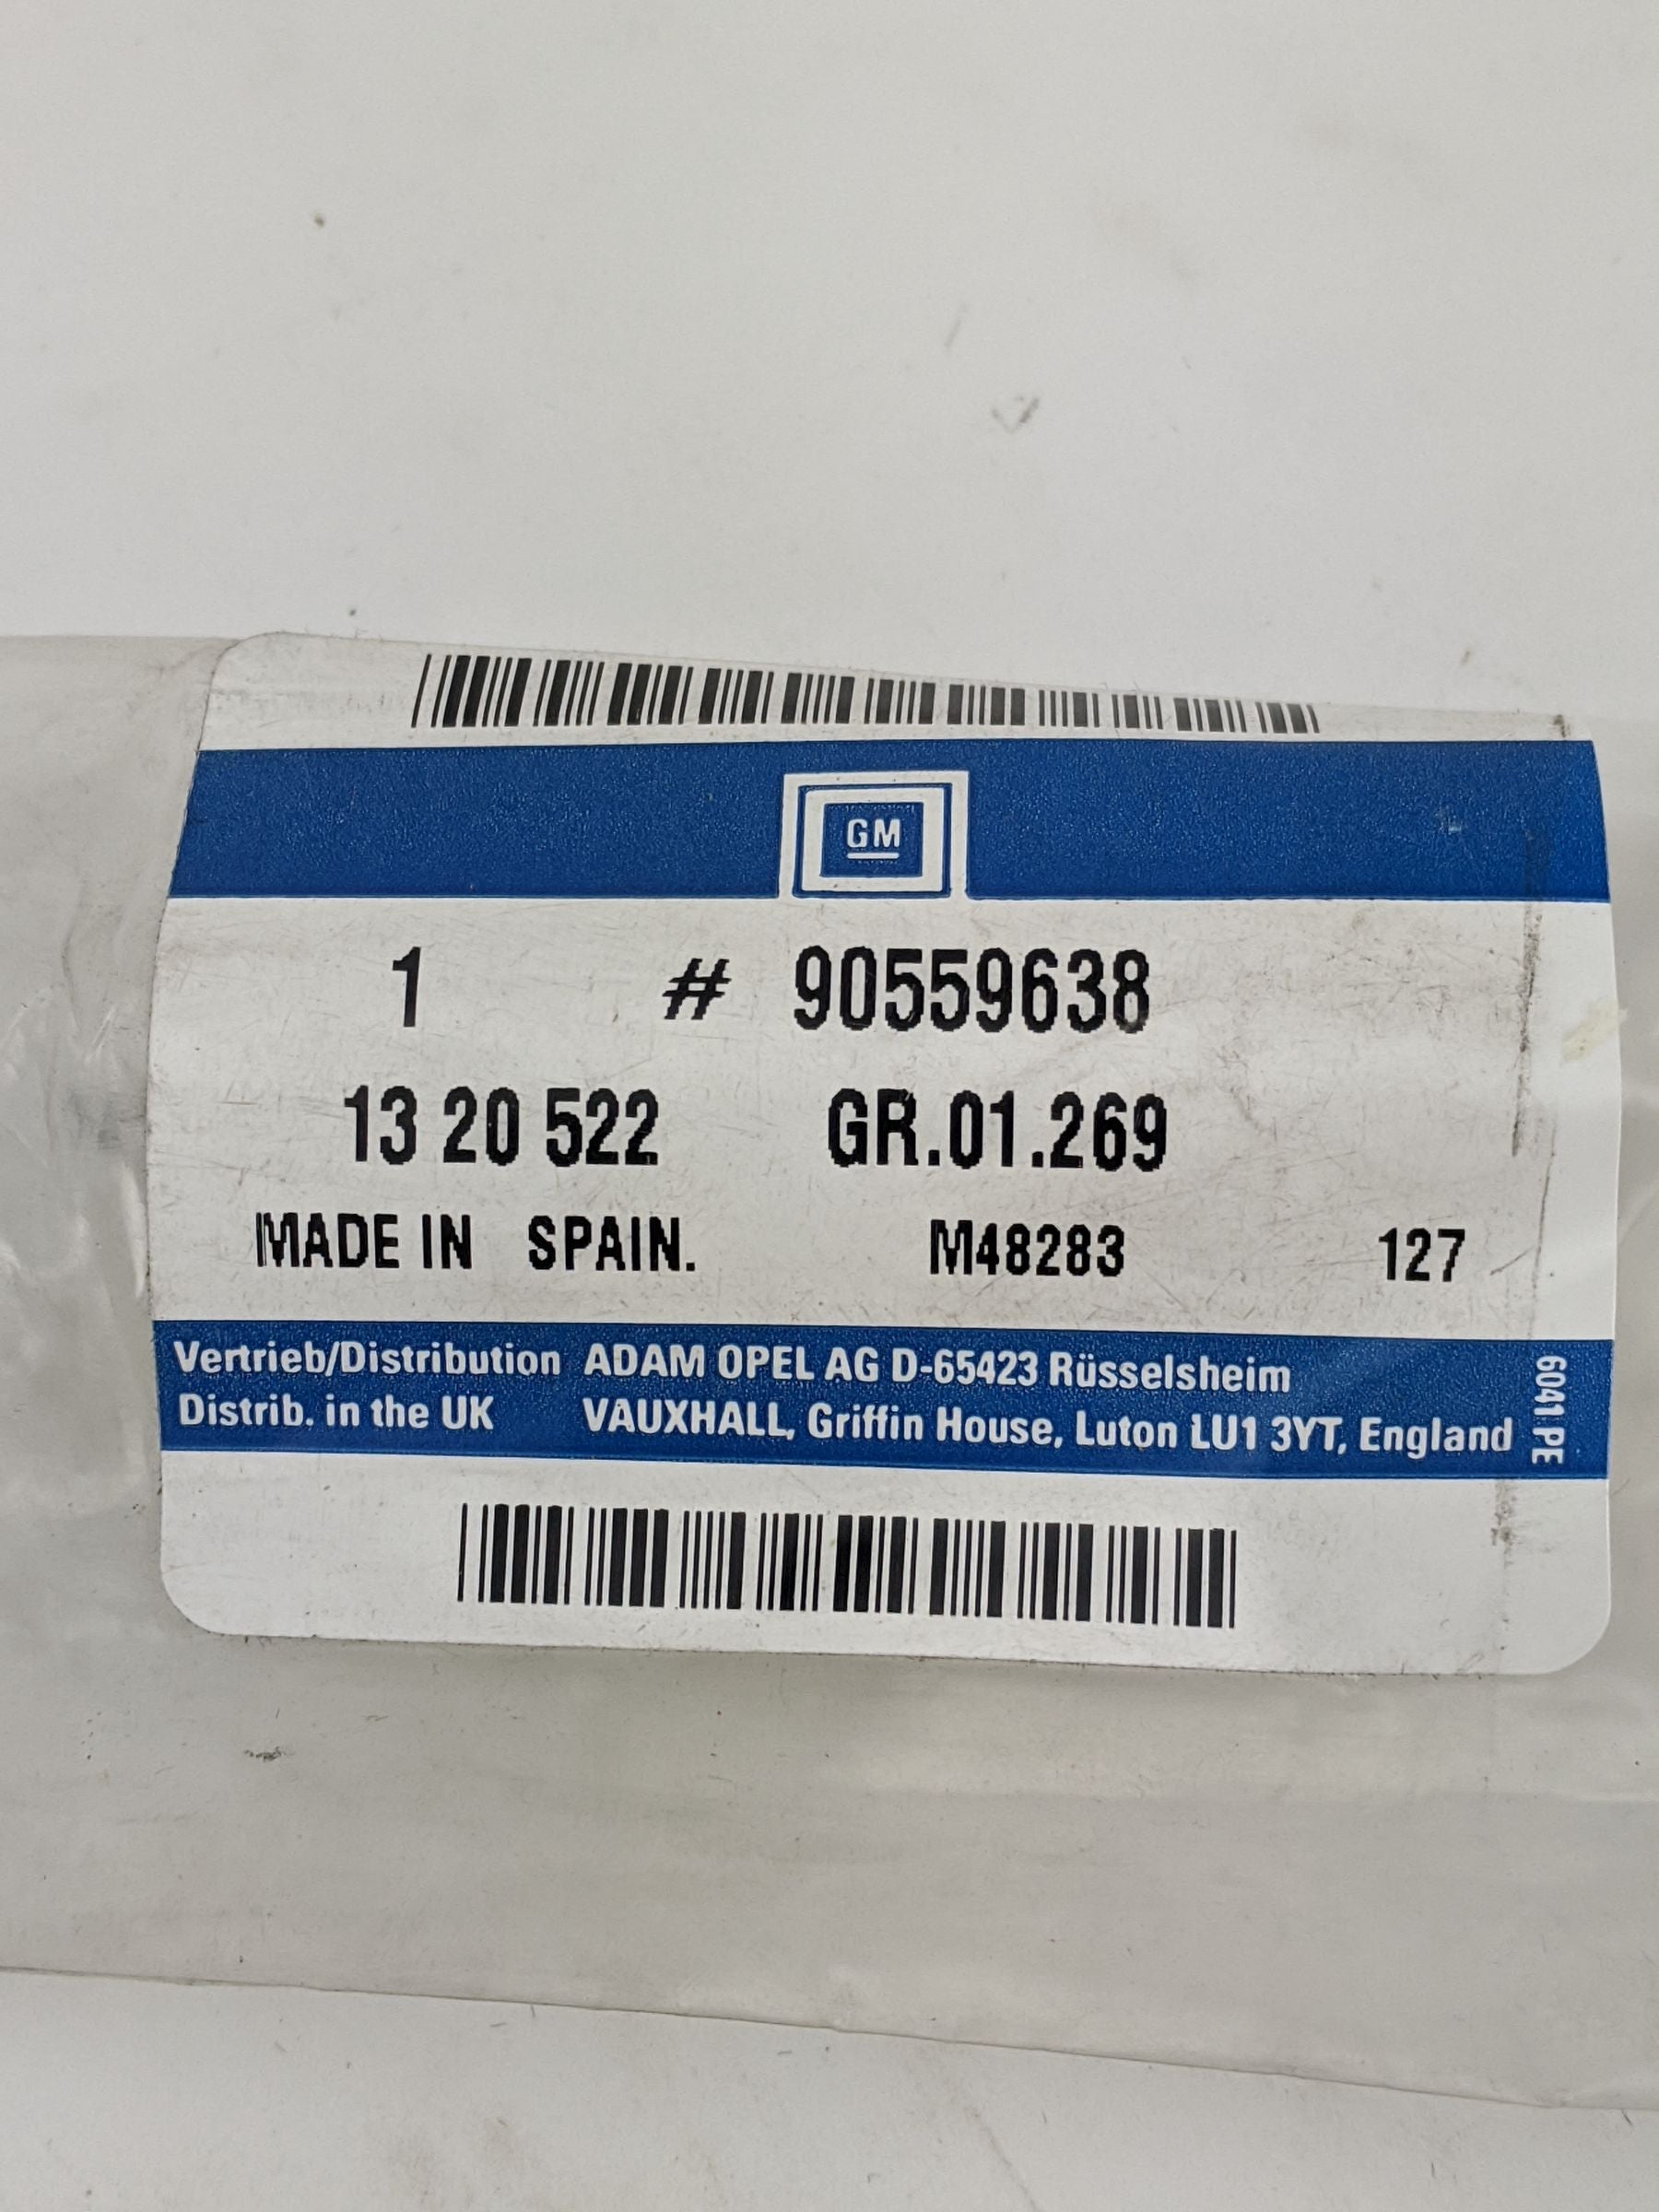 GM
1 # 90559638
13 20 522 GR.01.269
MADE IN SPAIN. M48283 127
Vertrieb/Distribution ADAM OPEL AG D-65423 Rüsselsheim
Distrib. in the UK VAUXHALL, Griffin House, Luton LU1 3YT, England
6041 PE